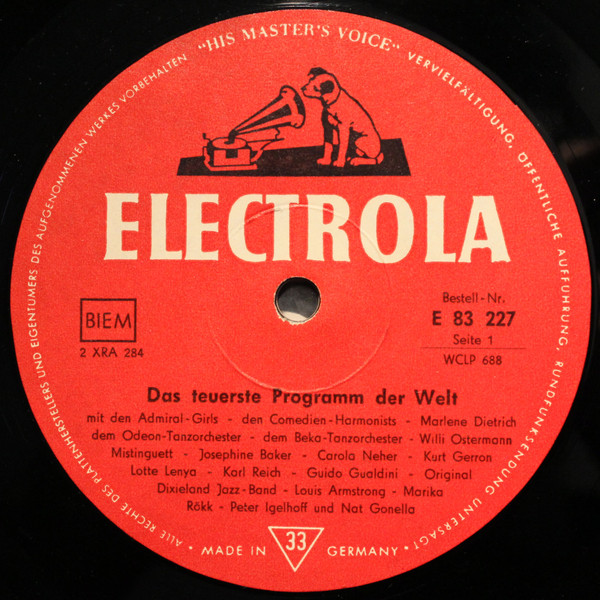 "HIS MASTER'S VOICE"
VERVIELFÄLTIGUNG, ÖFFENTLICHE AUFFÜHRUNG, RUNDFUNKSENDUNG UNTERSAGT •
• ALLE RECHTE DES PLATTENHERSTELLERS UND EIGENTÜMERS DES AUFGENOMMENEN WERKES VORBEHALTEN
ELECTROLA
BIEM
2 XRA 284
Bestell-Nr.
E 83 227
Seite 1
WCLP 688
Das teuerste Programm der Welt
mit den Admiral-Girls - den Comedien-Harmonists - Marlene Dietrich
dem Odeon-Tanzorchester - dem Beka-Tanzorchester - Willi Ostermann
Mistinguett - Josephine Baker - Carola Neher - Kurt Gerron
Lotte Lenya - Karl Reich - Guido Gualdini - Original
Dixieland Jazz-Band - Louis Armstrong - Marika
Rökk - Peter Igelhoff und Nat Gonella
• MADE IN 33 GERMANY •